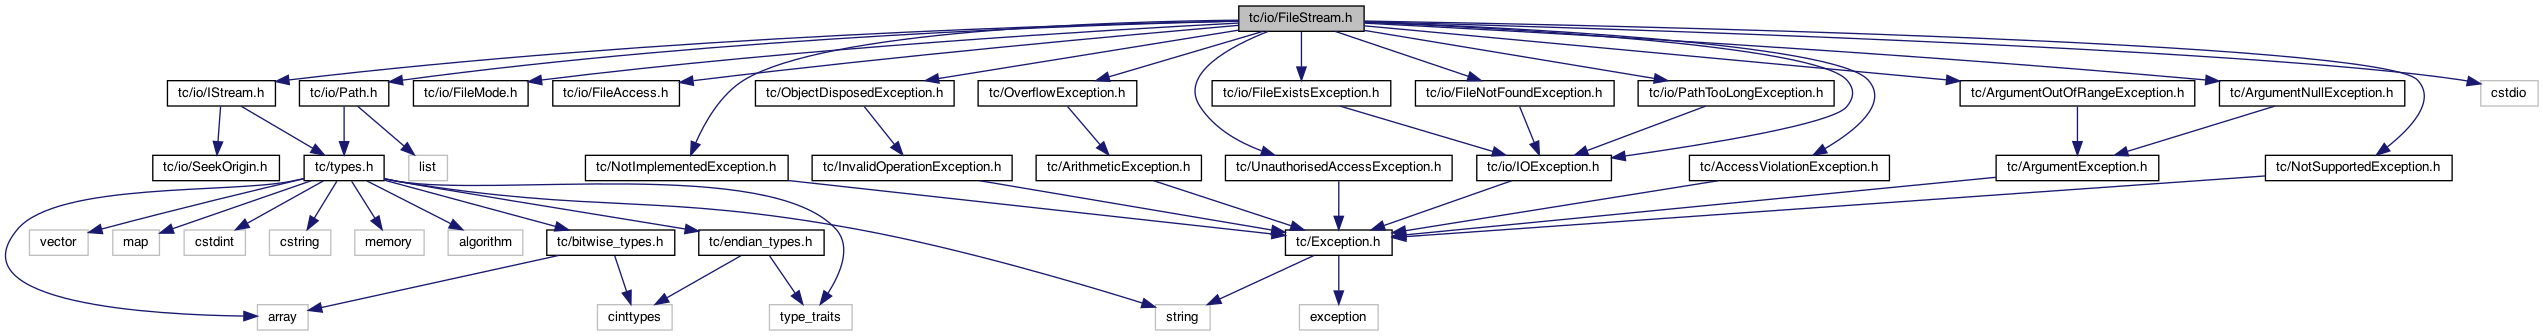 tc/io/FileStream.h
tc/io/IStream.h
tc/io/Path.h
tc/io/FileMode.h
tc/io/FileAccess.h
tc/ObjectDisposedException.h
tc/OverflowException.h
tc/io/FileExistsException.h
tc/io/FileNotFoundException.h
tc/io/PathTooLongException.h
tc/ArgumentOutOfRangeException.h
tc/ArgumentNullException.h
cstdio
tc/io/SeekOrigin.h
tc/types.h
list
tc/NotImplementedException.h
tc/InvalidOperationException.h
tc/ArithmeticException.h
tc/UnauthorisedAccessException.h
tc/io/IOException.h
tc/AccessViolationException.h
tc/ArgumentException.h
tc/NotSupportedException.h
vector
map
cstdint
cstring
memory
algorithm
tc/bitwise_types.h
tc/endian_types.h
tc/Exception.h
array
cinttypes
type_traits
string
exception